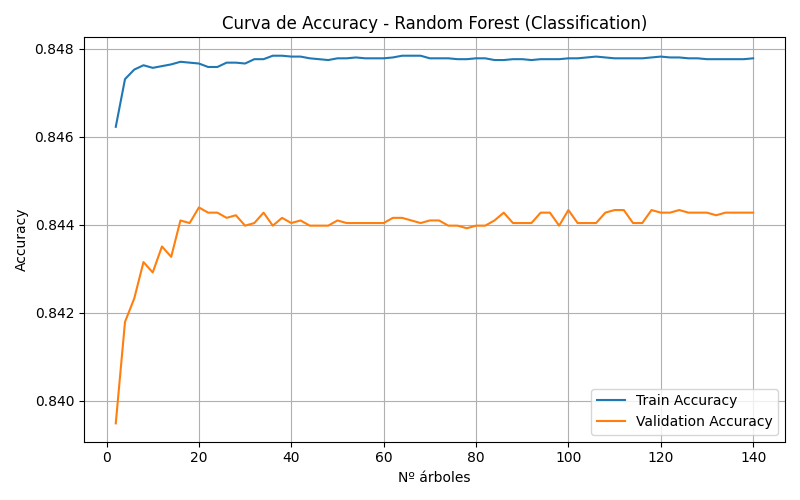 Curva de Accuracy - Random Forest (Classification)
0.848
0.846
0.844
0.842
0.840
Accuracy
0 20 40 60 80 100 120 140
Nº árboles
Train Accuracy
Validation Accuracy